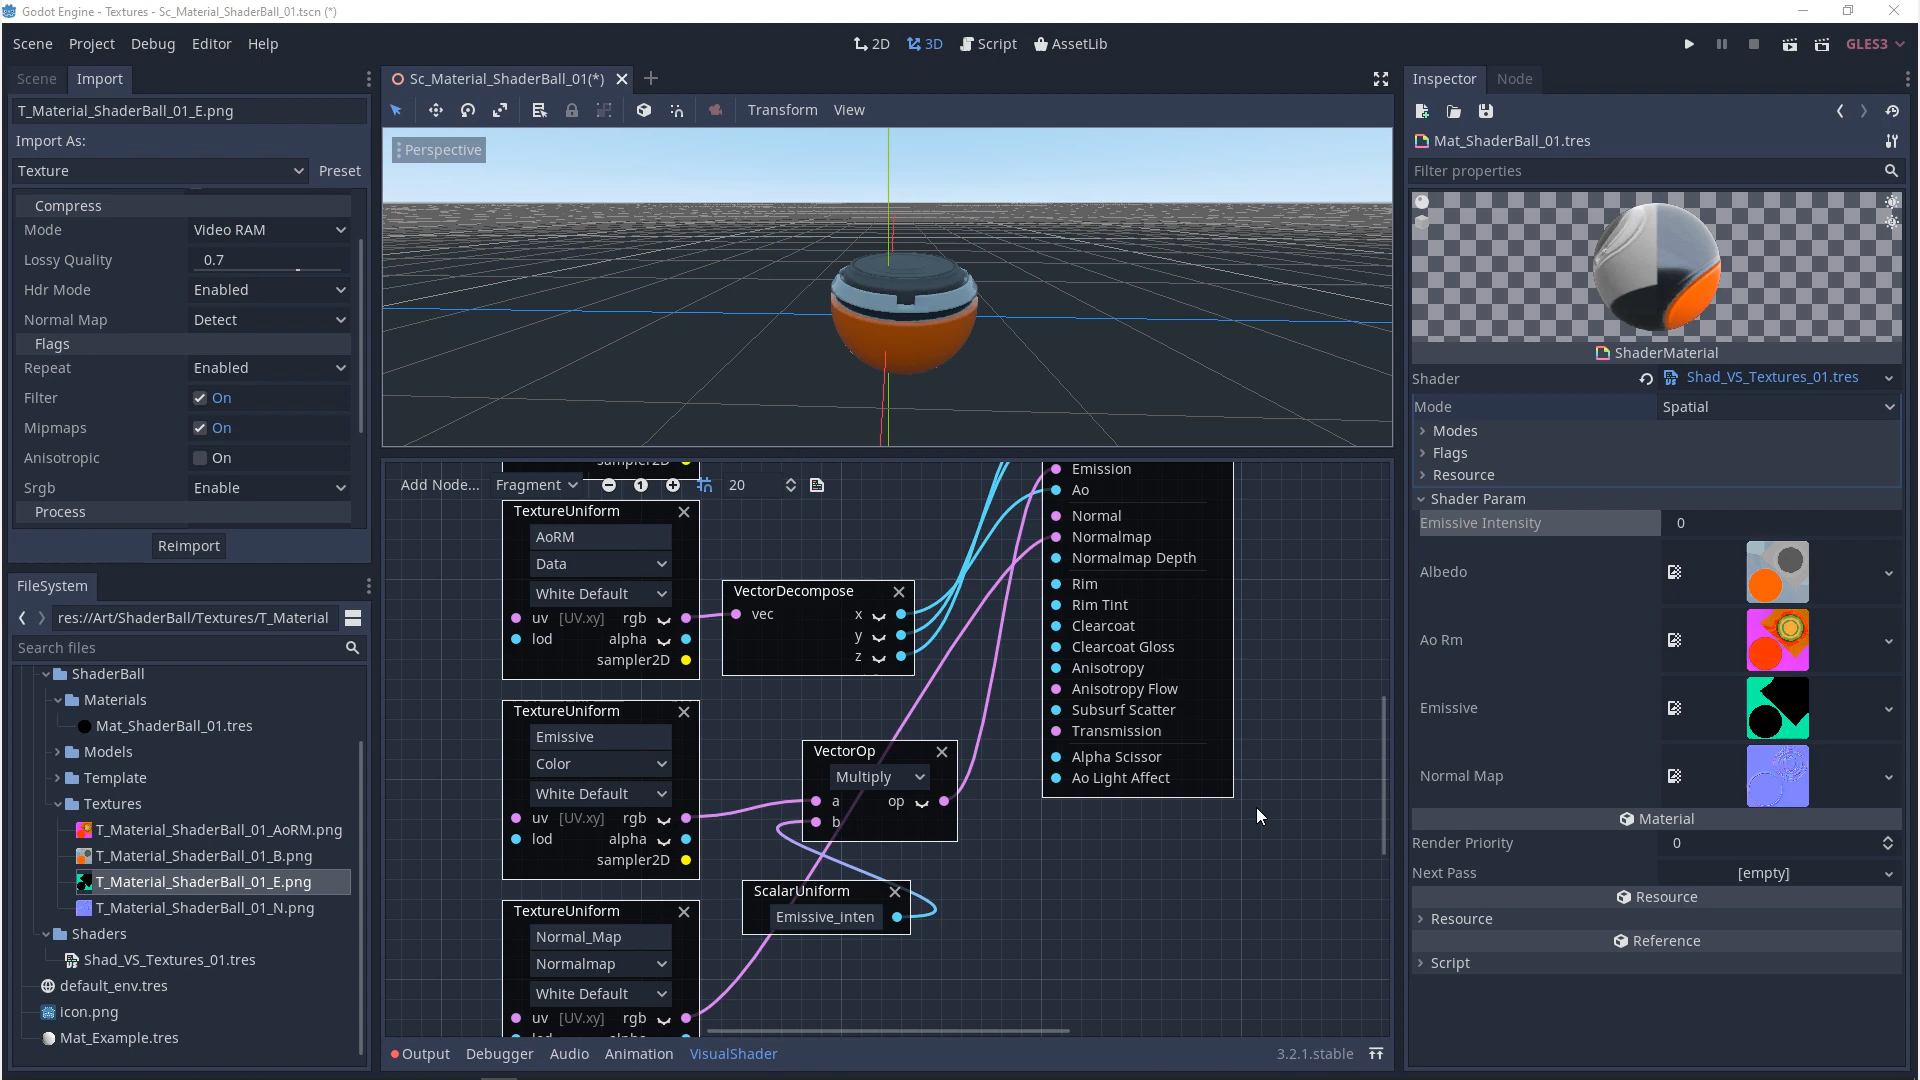 Godot Engine - Textures - Sc_Material_ShaderBall_01.tscn (*)
Scene Project Debug Editor Help
2D 3D Script AssetLib
GLES3
Scene Import
T_Material_ShaderBall_01_E.png
Import As:
Texture Preset
Compress
Mode Video RAM
Lossy Quality 0.7
Hdr Mode Enabled
Normal Map Detect
Flags
Repeat Enabled
Filter On
Mipmaps On
Anisotropic On
Srgb Enable
Process
Reimport
FileSystem
res://Art/ShaderBall/Textures/T_Material
Search files
ShaderBall
Materials
Mat_ShaderBall_01.tres
Models
Template
Textures
T_Material_ShaderBall_01_AoRM.png
T_Material_ShaderBall_01_B.png
T_Material_ShaderBall_01_E.png
T_Material_ShaderBall_01_N.png
Shaders
Shad_VS_Textures_01.tres
default_env.tres
icon.png
Mat_Example.tres
Sc_Material_ShaderBall_01(*)
Transform View
Perspective
sampler2D
Add Node... Fragment 1 20
TextureUniform
AoRM
Data
White Default
uv [UV.xy] rgb
lod alpha
sampler2D
VectorDecompose
vec x
y
z
TextureUniform
Emissive
Color
White Default
uv [UV.xy] rgb
lod alpha
sampler2D
VectorOp
Multiply
a op
b
ScalarUniform
Emissive_inten
TextureUniform
Normal_Map
Normalmap
White Default
uv [UV.xy] rgb
lod alpha
Emission
Ao
Normal
Normalmap
Normalmap Depth
Rim
Rim Tint
Clearcoat
Clearcoat Gloss
Anisotropy
Anisotropy Flow
Subsurf Scatter
Transmission
Alpha Scissor
Ao Light Affect
Output Debugger Audio Animation VisualShader
3.2.1.stable
Inspector Node
Mat_ShaderBall_01.tres
Filter properties
ShaderMaterial
Shader Shad_VS_Textures_01.tres
Mode Spatial
Modes
Flags
Resource
Shader Param
Emissive Intensity 0
Albedo
Ao Rm
Emissive
Normal Map
Material
Render Priority 0
Next Pass [empty]
Resource
Resource
Reference
Script